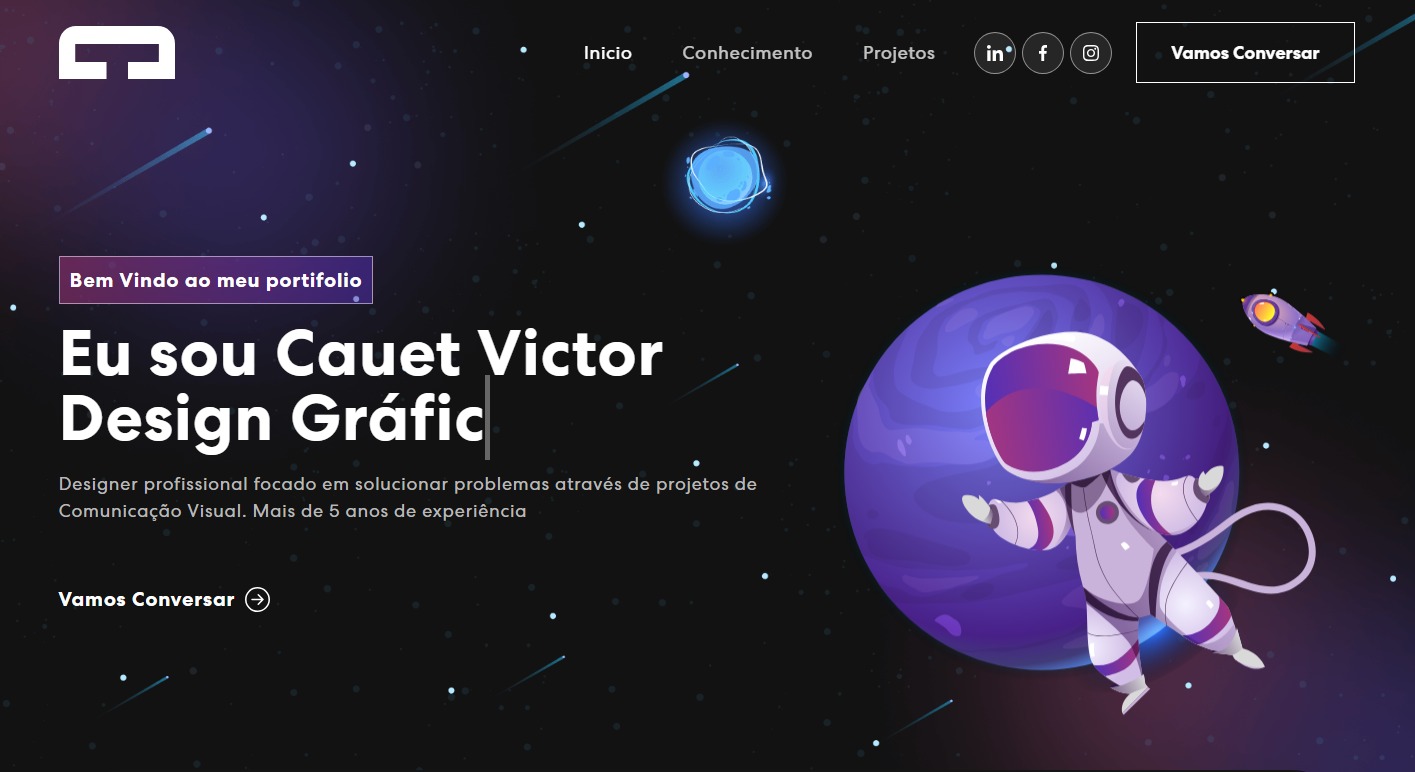 Inicio
Conhecimento
Projetos
in
f
Vamos Conversar
Bem Vindo ao meu portifolio
Eu sou Cauet Victor
Design Gráfic
Designer profissional focado em solucionar problemas através de projetos de
Comunicação Visual. Mais de 5 anos de experiência
Vamos Conversar